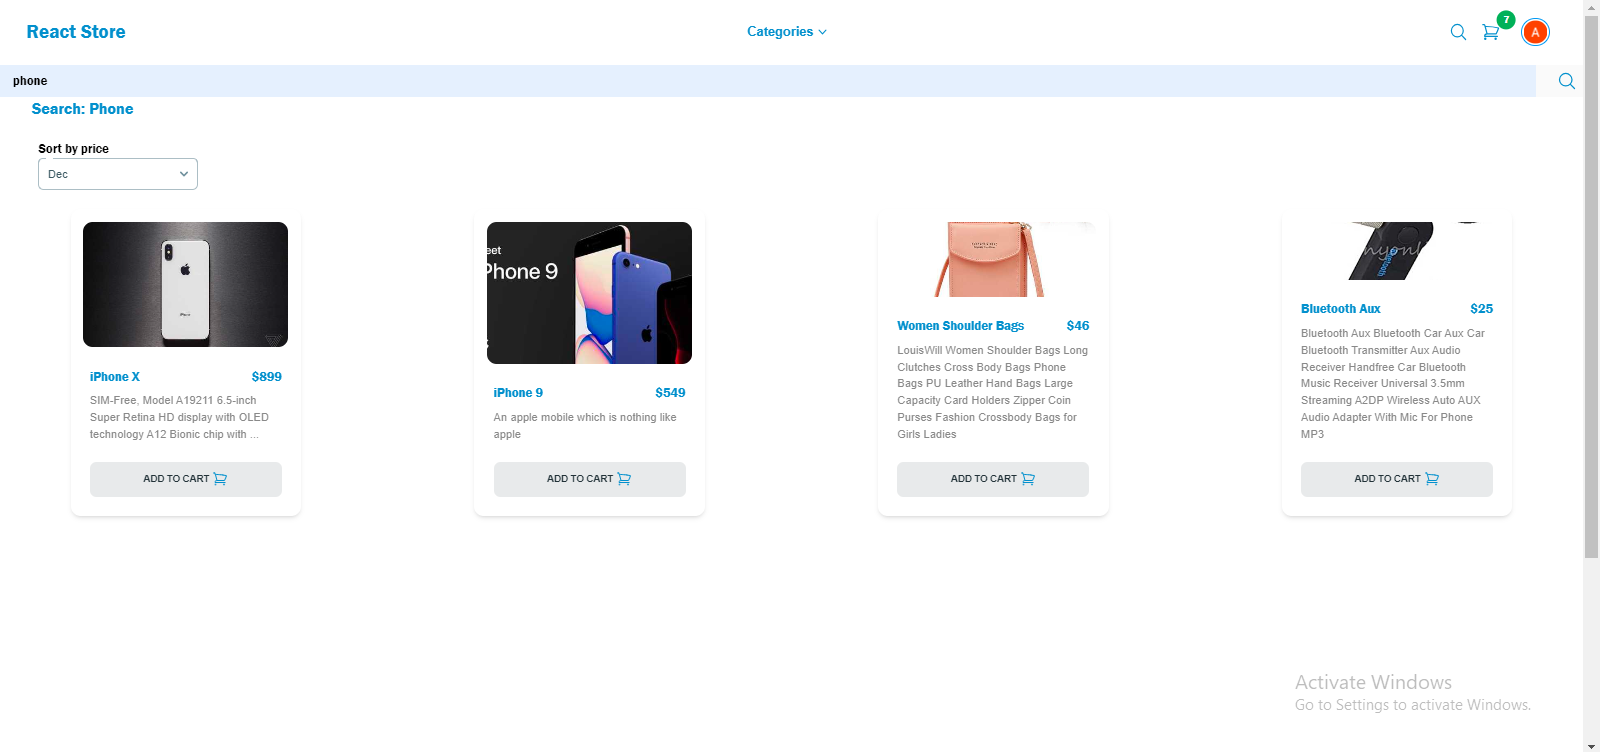 React Store
Categories
7
A
phone
Search: Phone
Sort by price
Dec
iPhone X $899
SIM-Free, Model A19211 6.5-inch
Super Retina HD display with OLED
technology A12 Bionic chip with ...
ADD TO CART
eet
Phone 9
iPhone 9 $549
An apple mobile which is nothing like
apple
ADD TO CART
Women Shoulder Bags $46
LouisWill Women Shoulder Bags Long
Clutches Cross Body Bags Phone
Bags PU Leather Hand Bags Large
Capacity Card Holders Zipper Coin
Purses Fashion Crossbody Bags for
Girls Ladies
ADD TO CART
Bluetooth
Bluetooth Aux $25
Bluetooth Aux Bluetooth Car Aux Car
Bluetooth Transmitter Aux Audio
Receiver Handfree Car Bluetooth
Music Receiver Universal 3.5mm
Streaming A2DP Wireless Auto AUX
Audio Adapter With Mic For Phone
MP3
ADD TO CART
Activate Windows
Go to Settings to activate Windows.